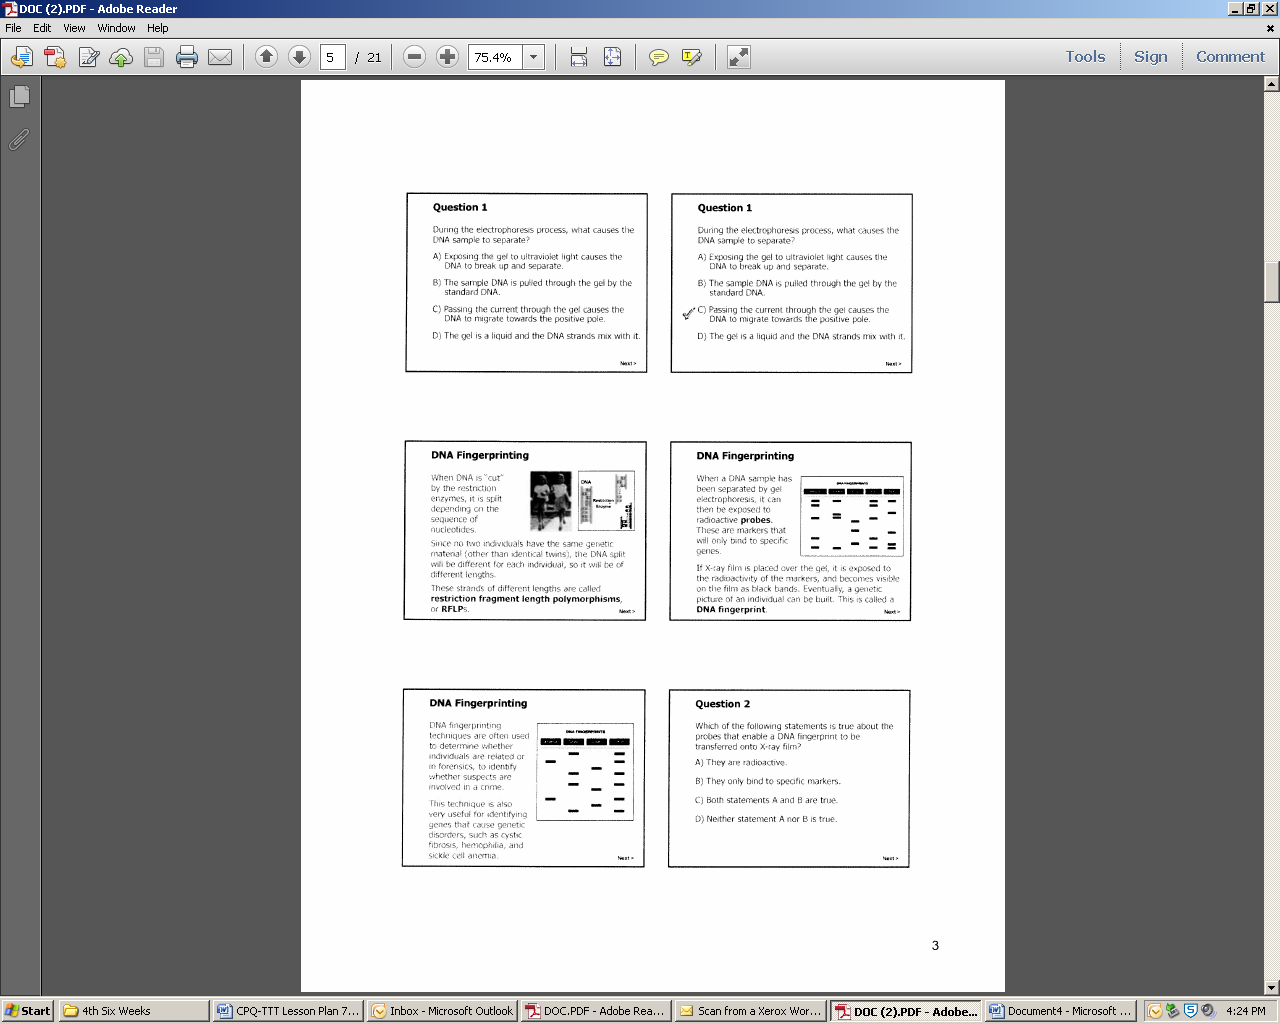 DOC (2).PDF - Adobe Reader
File Edit View Window Help
5 / 21 75.4% Tools Sign Comment
Question 1
During the electrophoresis process, what causes the
DNA sample to separate?
A) Exposing the gel to ultraviolet light causes the
DNA to break up and separate.
B) The sample DNA is pulled through the gel by the
standard DNA.
C) Passing the current through the gel causes the
DNA to migrate towards the positive pole.
D) The gel is a liquid and the DNA strands mix with it.
Next >
Question 1
During the electrophoresis process, what causes the
DNA sample to separate?
A) Exposing the gel to ultraviolet light causes the
DNA to break up and separate.
B) The sample DNA is pulled through the gel by the
standard DNA.
C) Passing the current through the gel causes the
DNA to migrate towards the positive pole.
D) The gel is a liquid and the DNA strands mix with it.
Next >
DNA Fingerprinting
When DNA is "cut"
by the restriction
enzymes, it is split
depending on the
sequence of
nucleotides.
DNA
Restriction
Enzyme
Since no two individuals have the same genetic
material (other than identical twins), the DNA split
will be different for each individual, so it will be of
different lengths.
These strands of different lengths are called
restriction fragment length polymorphisms,
or RFLPs.
Next >
DNA Fingerprinting
When a DNA sample has
been separated by gel
electrophoresis, it can
then be exposed to
radioactive probes.
These are markers that
will only bind to specific
genes.
DNA FINGERPRINTS
If X-ray film is placed over the gel, it is exposed to
the radioactivity of the markers, and becomes visible
on the film as black bands. Eventually, a genetic
picture of an individual can be built. This is called a
DNA fingerprint.
Next >
DNA Fingerprinting
DNA fingerprinting
techniques are often used
to determine whether
individuals are related or
in forensics, to identify
whether suspects are
involved in a crime.
DNA FINGERPRINTS
This technique is also
very useful for identifying
genes that cause genetic
disorders, such as cystic
fibrosis, hemophilia, and
sickle cell anemia.
Next >
Question 2
Which of the following statements is true about the
probes that enable a DNA fingerprint to be
transferred onto X-ray film?
A) They are radioactive.
B) They only bind to specific markers.
C) Both statements A and B are true.
D) Neither statement A nor B is true.
Next >
3
Start 4th Six Weeks CPQ-TTT Lesson Plan 7... Inbox - Microsoft Outlook DOC.PDF - Adobe Rea... Scan from a Xerox Wor... DOC (2).PDF - Adobe... Document4 - Microsoft ... 4:24 PM